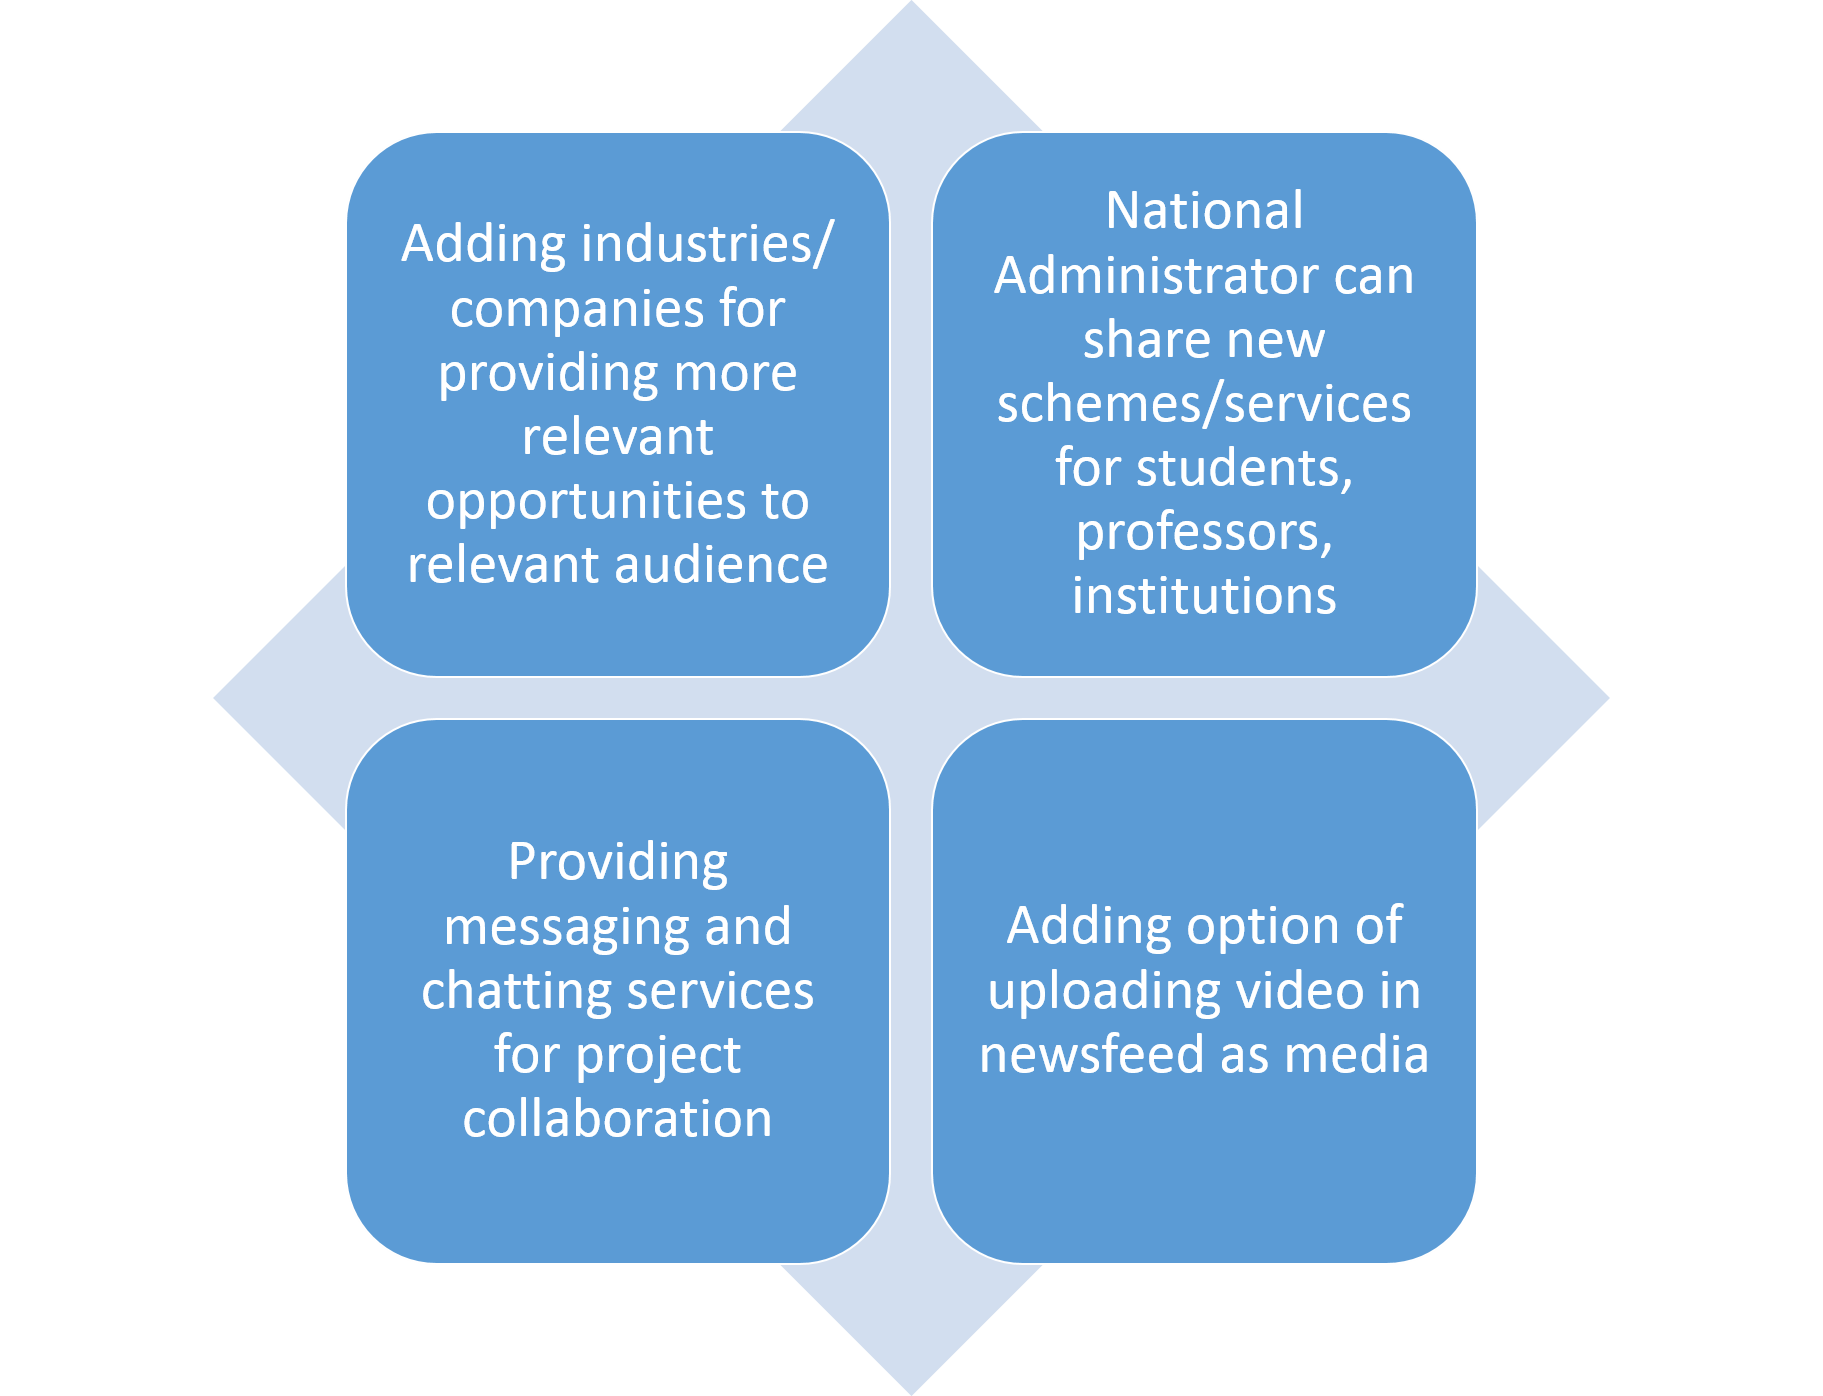 Adding industries/
companies for
providing more
relevant
opportunities to
relevant audience
National
Administrator can
share new
schemes/services
for students,
professors,
institutions
Providing
messaging and
chatting services
for project
collaboration
Adding option of
uploading video in
newsfeed as media